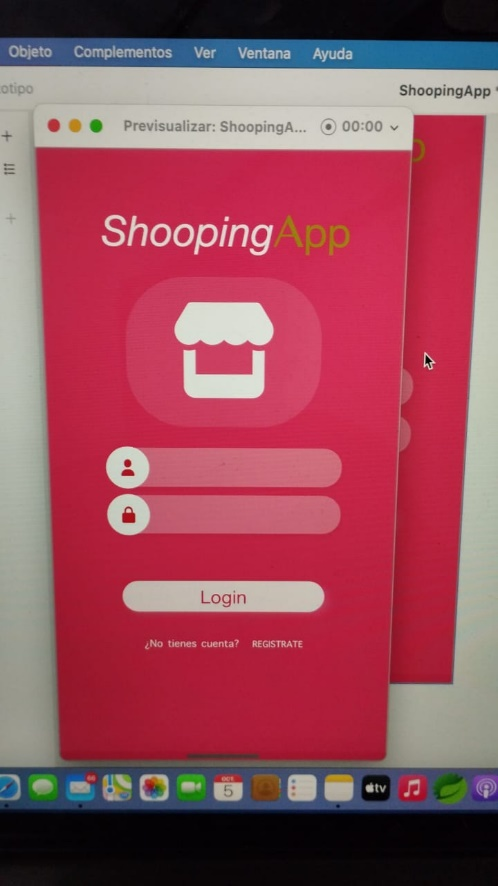 Objeto Complementos Ver Ventana Ayuda
otipo ShoopingApp
Previsualizar: ShoopingA... 00:00
ShoopingApp
Login
¿No tienes cuenta? REGISTRATE
OCT
5
tv